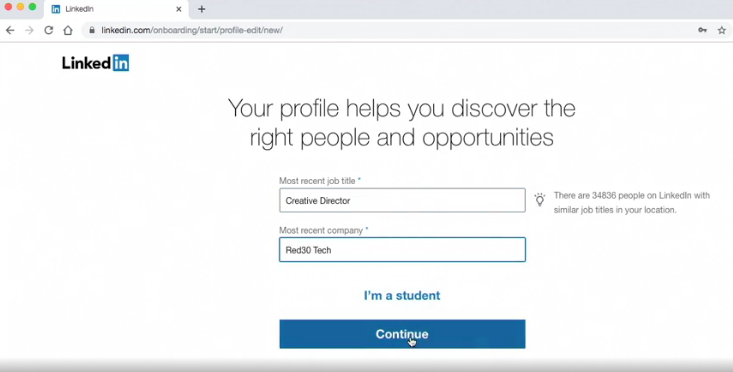 LinkedIn
linkedin.com/onboarding/start/profile-edit/new/
Linked in
Your profile helps you discover the
right people and opportunities
Most recent job title *
Creative Director
There are 34836 people on LinkedIn with
similar job titles in your location.
Most recent company *
Red30 Tech
I'm a student
Continue